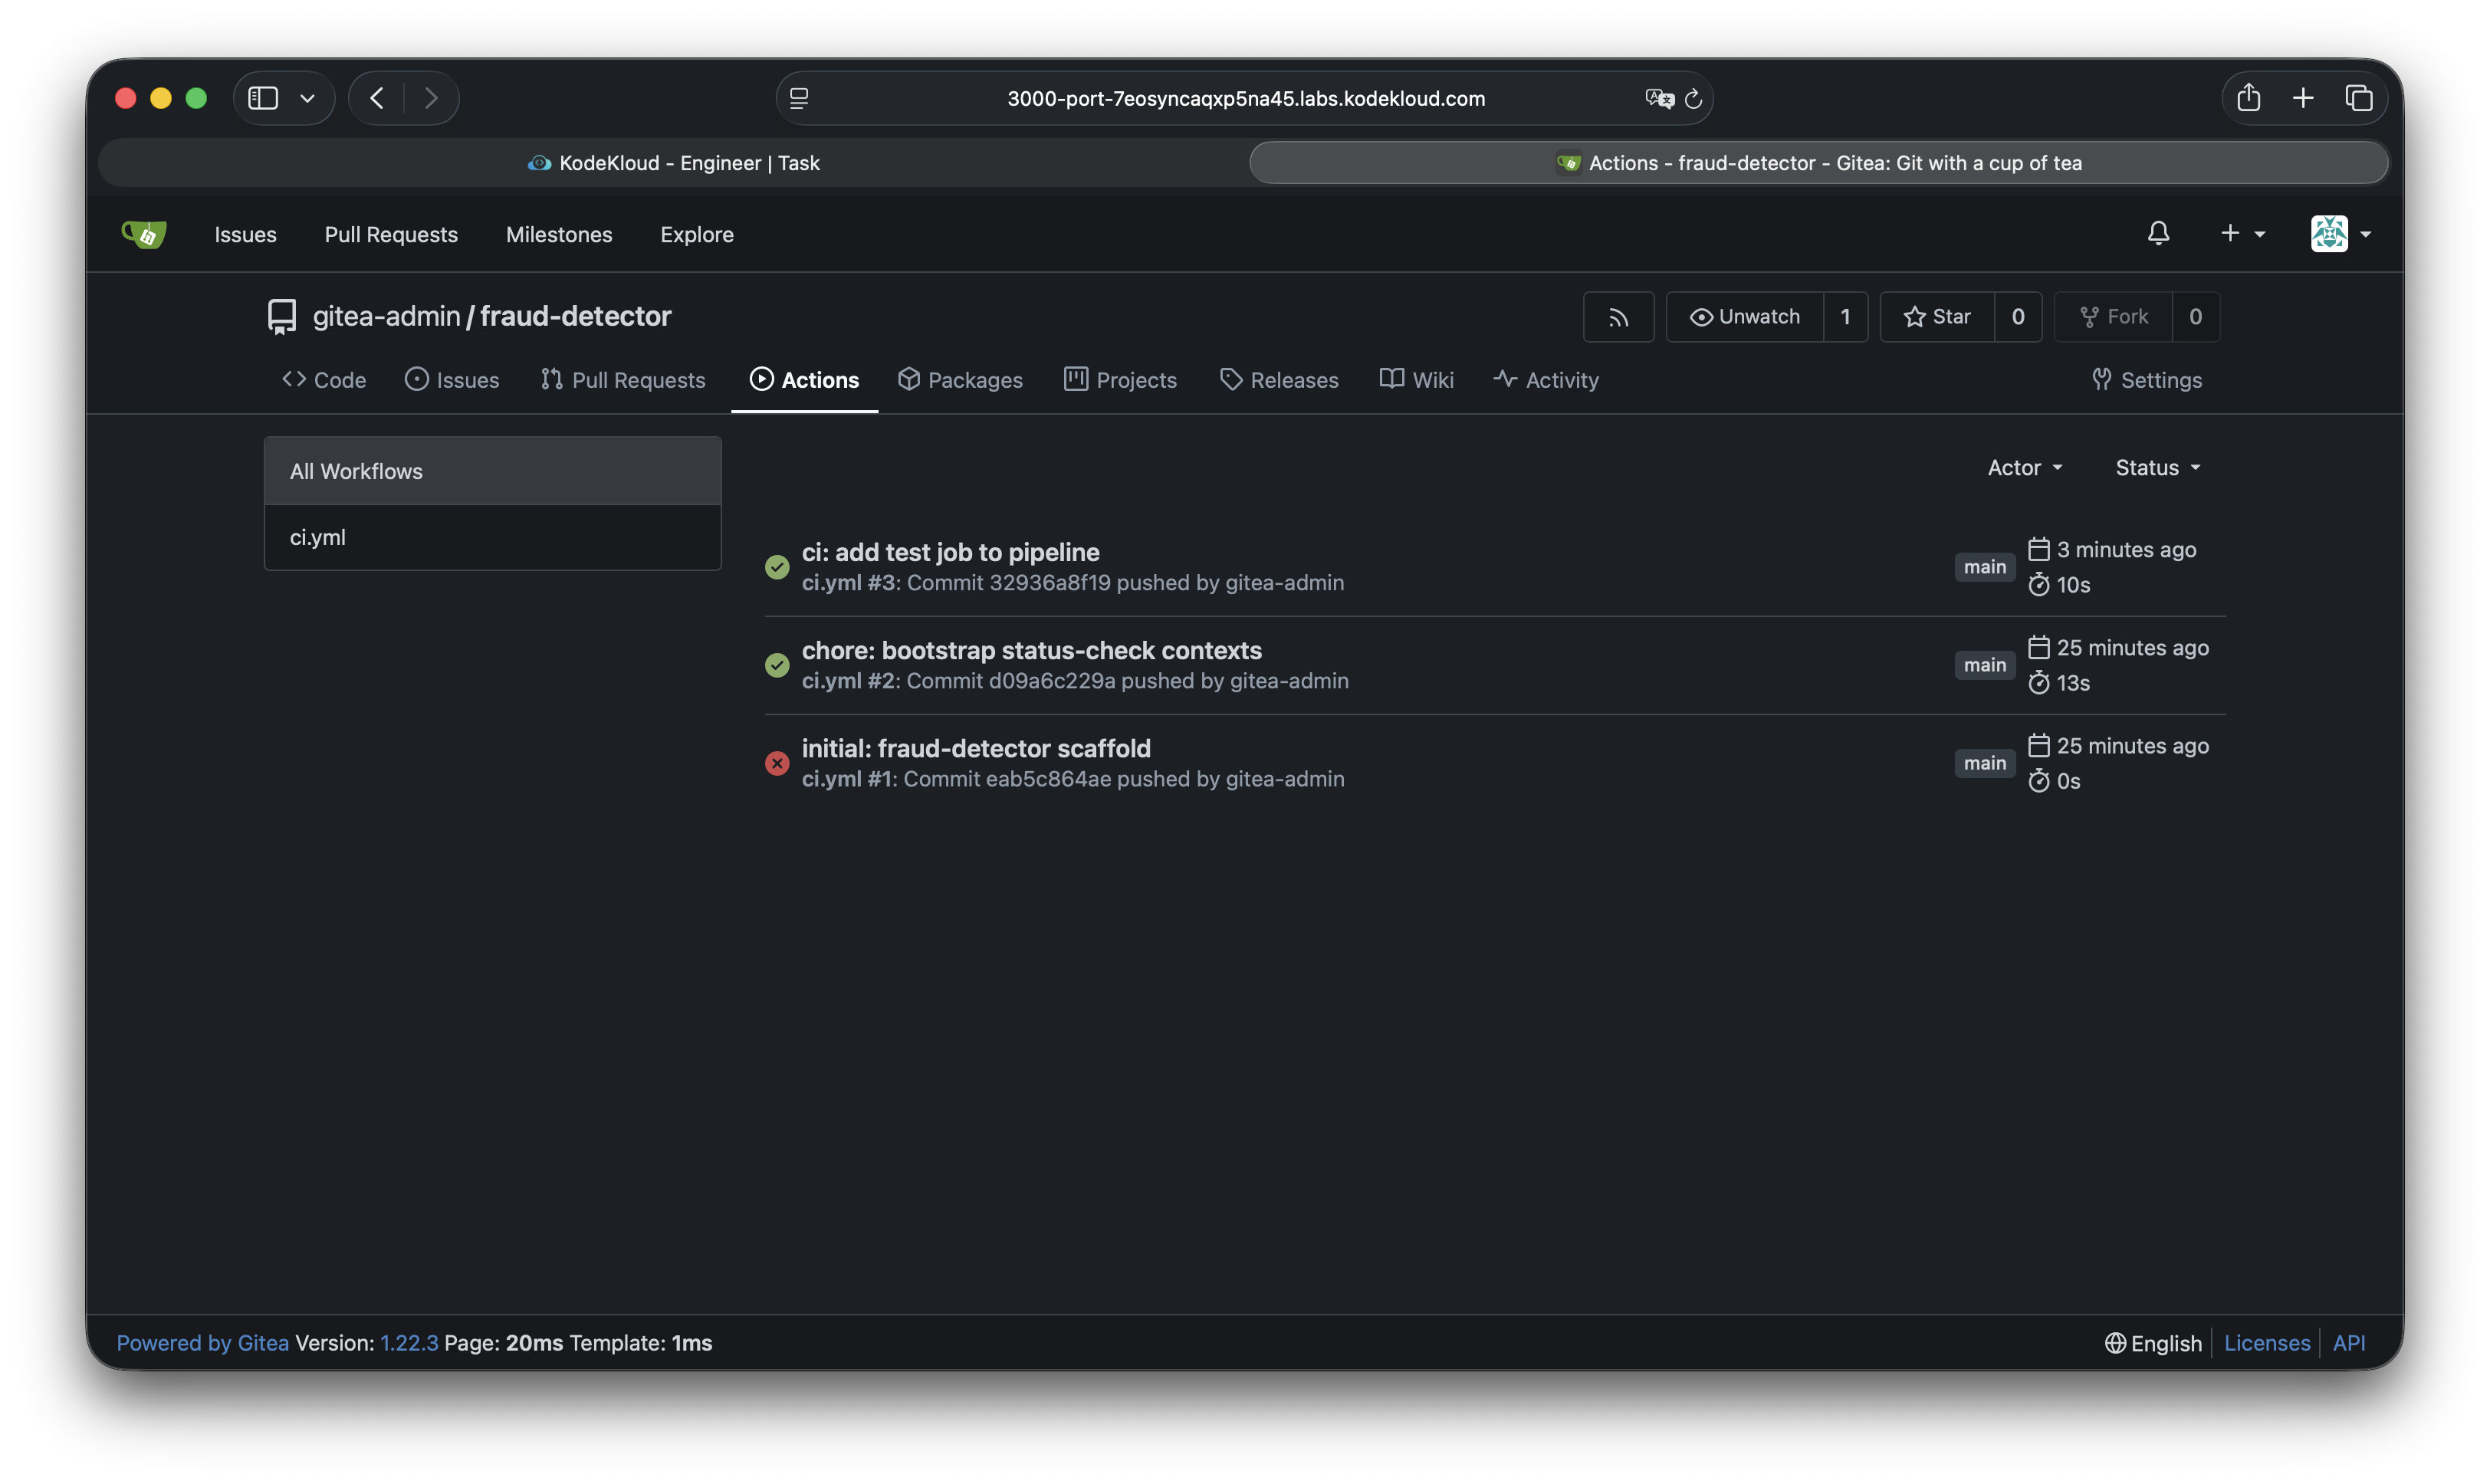 3000-port-7eosyncaqxp5na45.labs.kodekloud.com
KodeKloud - Engineer | Task
Actions - fraud-detector - Gitea: Git with a cup of tea
Issues Pull Requests Milestones Explore
gitea-admin/fraud-detector
Unwatch 1 Star 0 Fork 0
Code Issues Pull Requests Actions Packages Projects Releases Wiki Activity Settings
All Workflows
ci.yml
Actor Status
ci: add test job to pipeline
ci.yml #3: Commit 32936a8f19 pushed by gitea-admin
main
3 minutes ago
10s
chore: bootstrap status-check contexts
ci.yml #2: Commit d09a6c229a pushed by gitea-admin
main
25 minutes ago
13s
initial: fraud-detector scaffold
ci.yml #1: Commit eab5c864ae pushed by gitea-admin
main
25 minutes ago
0s
Powered by Gitea Version: 1.22.3 Page: 20ms Template: 1ms
English Licenses API